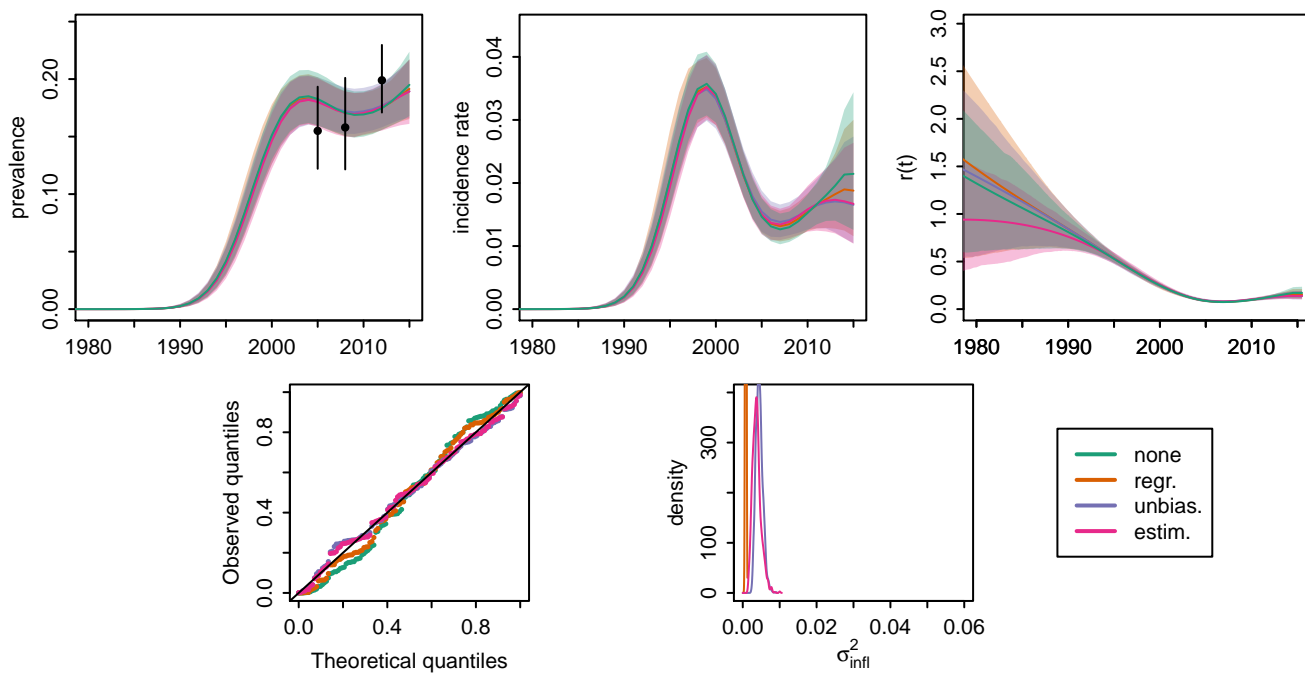 prevalence
0.00 0.10 0.20
1980 1990 2000 2010
incidence rate
0.00 0.01 0.02 0.03 0.04
1980 1990 2000 2010
r(t)
0.0 0.5 1.0 1.5 2.0 2.5 3.0
1980 1990 2000 2010
Observed quantiles
0.0 0.4 0.8
0.0 0.4 0.8
Theoretical quantiles
density
0 100 300
0.00 0.02 0.04 0.06
σ²infl
none
regr.
unbias.
estim.